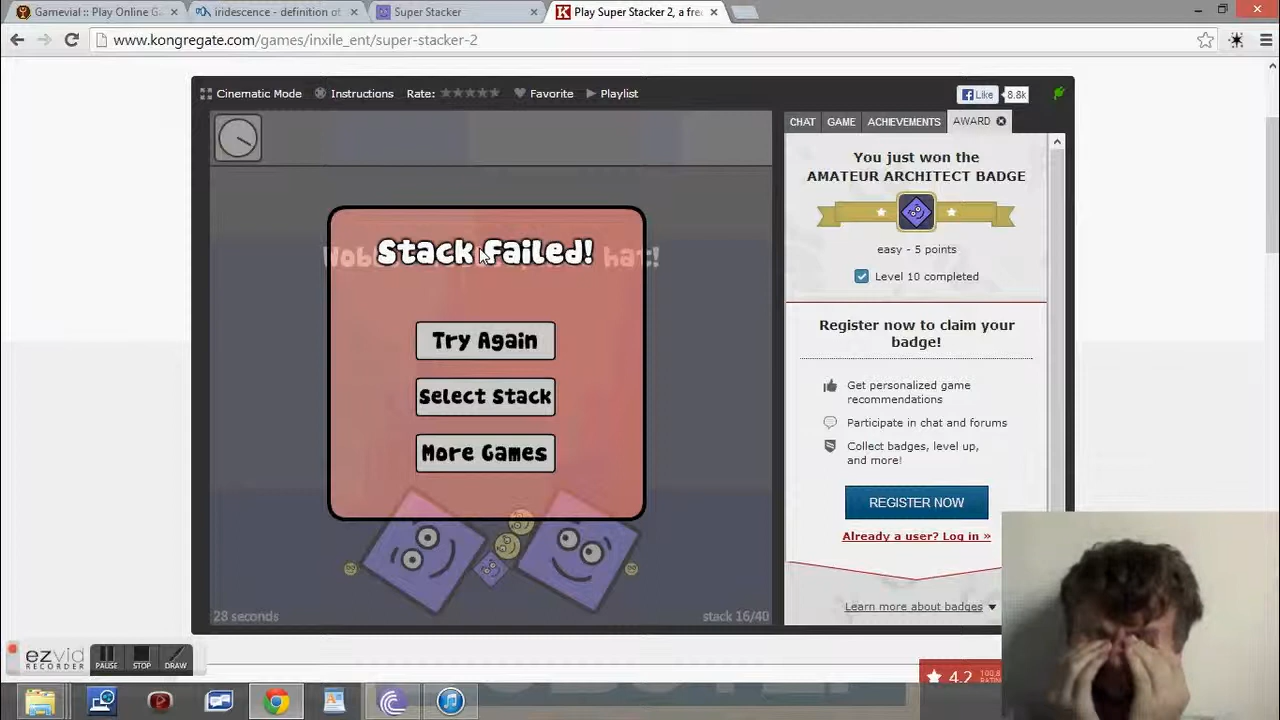 Gamevial :: Play Online Ga
iridescence - definition of
Super Stacker
Play Super Stacker 2, a fre
www.kongregate.com/games/inxile_ent/super-stacker-2
Cinematic Mode
Instructions
Rate:
Favorite
Playlist
Like
8.8k
CHAT
GAME
ACHIEVEMENTS
AWARD
You just won the
AMATEUR ARCHITECT BADGE
easy - 5 points
Level 10 completed
Stack Failed!
hat!
Try Again
Select Stack
More Games
28 seconds
stack 16/40
Register now to claim your
badge!
Get personalized game
recommendations
Participate in chat and forums
Collect badges, level up,
and more!
REGISTER NOW
Already a user? Log in »
Learn more about badges
ezvid
RECORDER
PAUSE
STOP
DRAW
4.2